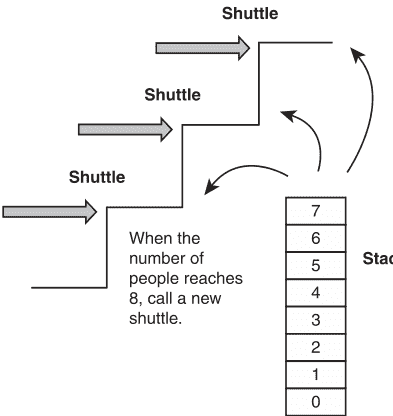 Shuttle
Shuttle
Shuttle
When the
number of
people reaches
8, call a new
shuttle.
7
6
5
Stac
4
3
2
1
0